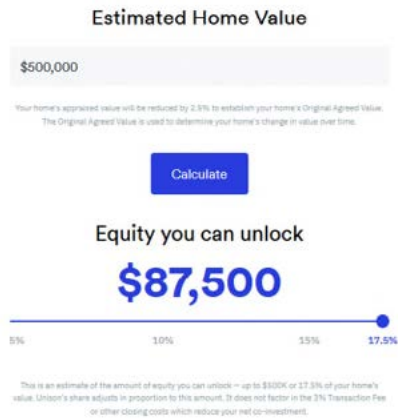 Estimated Home Value
$500,000
Your home's appraised value will be reduced by 2.5% to establish your home's Original Agreed Value.
The Original Agreed Value is used to determine your home's change in value over time.
Calculate
Equity you can unlock
$87,500
5% 10% 15% 17.5%
This is an estimate of the amount of equity you can unlock — up to $500K or 17.5% of your home's
value. Unison's share adjusts in proportion to this amount. It does not factor in the 3% Transaction Fee
or other closing costs which reduce your net co-investment.